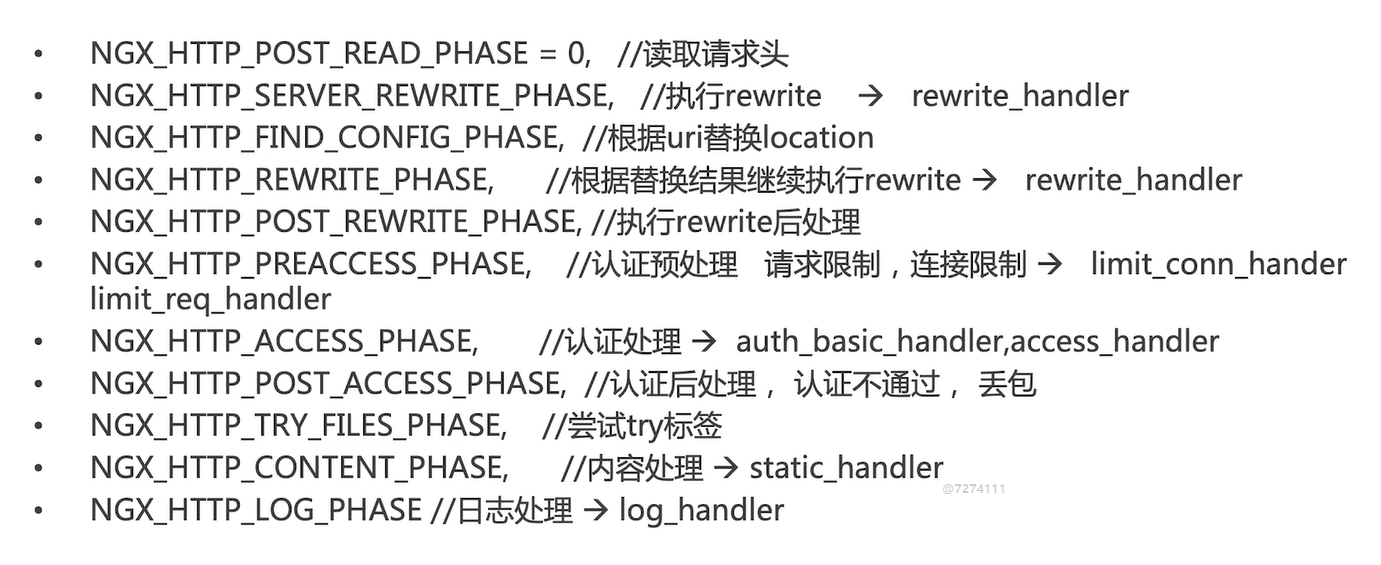 • NGX_HTTP_POST_READ_PHASE = 0, //读取请求头
• NGX_HTTP_SERVER_REWRITE_PHASE, //执行rewrite → rewrite_handler
• NGX_HTTP_FIND_CONFIG_PHASE, //根据uri替换location
• NGX_HTTP_REWRITE_PHASE, //根据替换结果继续执行rewrite → rewrite_handler
• NGX_HTTP_POST_REWRITE_PHASE, //执行rewrite后处理
• NGX_HTTP_PREACCESS_PHASE, //认证预处理 请求限制，连接限制 → limit_conn_hander
limit_req_handler
• NGX_HTTP_ACCESS_PHASE, //认证处理 → auth_basic_handler,access_handler
• NGX_HTTP_POST_ACCESS_PHASE, //认证后处理， 认证不通过， 丢包
• NGX_HTTP_TRY_FILES_PHASE, //尝试try标签
• NGX_HTTP_CONTENT_PHASE, //内容处理 → static_handler
@7274111
• NGX_HTTP_LOG_PHASE //日志处理 → log_handler